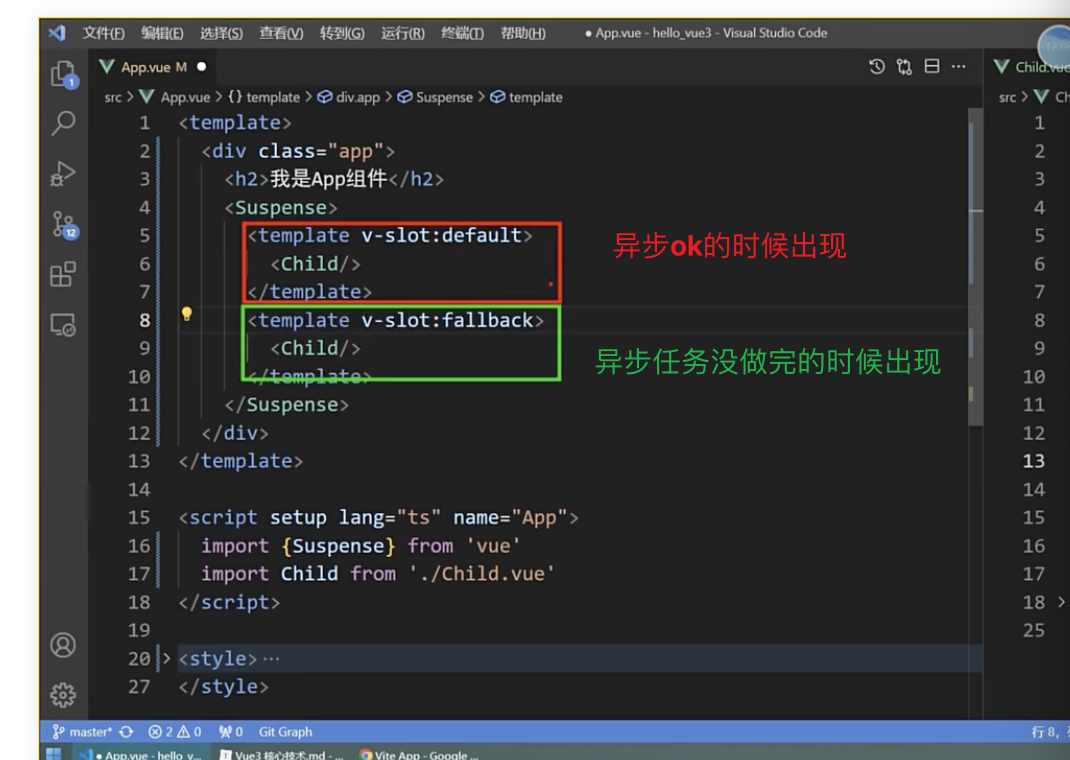 文件(F) 编辑(E) 选择(S) 查看(V) 转到(G) 运行(R) 终端(T) 帮助(H) ● App.vue - hello_vue3 - Visual Studio Code
App.vue M ●
Child.vue
src > App.vue > {} template > div.app > Suspense > template
src >
1 <template>
2 <div class="app">
3 <h2>我是App组件</h2>
4 <Suspense>
5 <template v-slot:default>
6 <Child/>
7 </template>
8 <template v-slot:fallback>
9 <Child/>
10 </template>
11 </Suspense>
12 </div>
13 </template>
14
15 <script setup lang="ts" name="App">
16 import {Suspense} from 'vue'
17 import Child from './Child.vue'
18 </script>
19
20 > <style>…
27 </style>
异步ok的时候出现
异步任务没做完的时候出现
1
2
3
4
5
6
7
8
9
10
11
12
13
14
15
16
17
18 >
25
1
12
master* 2 0 0 Git Graph
行 8,
● App.vue - hello_v...
Vue3核心技术.md - ...
Vite App - Google ...